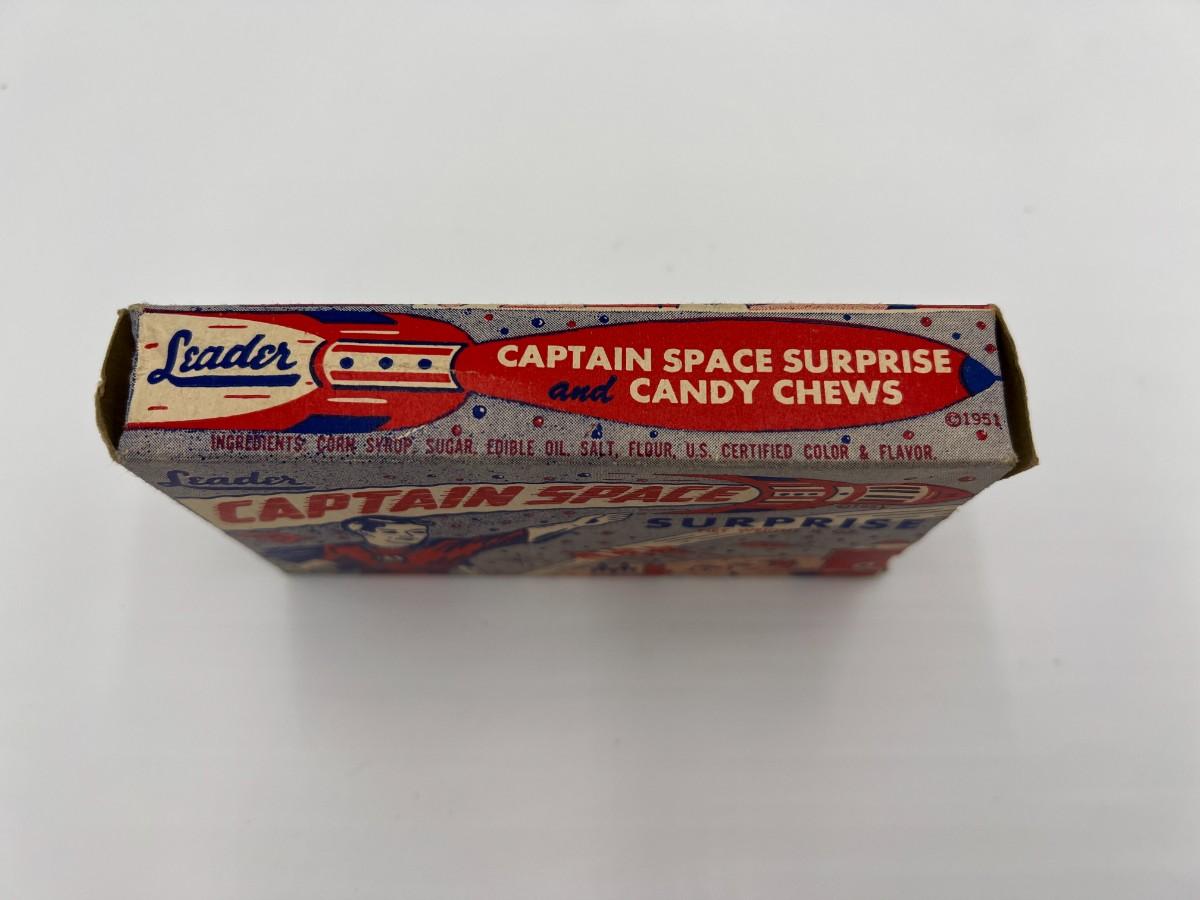 Leader
CAPTAIN SPACE SURPRISE
and CANDY CHEWS
©1951
INGREDIENTS: CORN SYRUP, SUGAR, EDIBLE OIL, SALT, FLOUR, U.S. CERTIFIED COLOR & FLAVOR.
Leader
CAPTAIN SPACE
SURPRISE